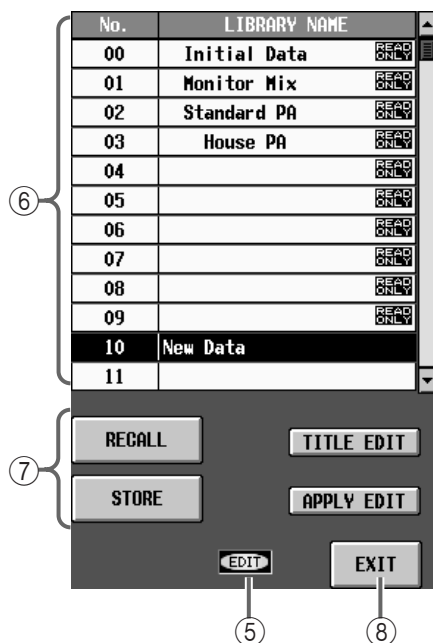 No. LIBRARY NAME
00 Initial Data READ ONLY
01 Monitor Mix READ ONLY
02 Standard PA READ ONLY
03 House PA READ ONLY
04 READ ONLY
05 READ ONLY
06 READ ONLY
07 READ ONLY
08 READ ONLY
09 READ ONLY
10 New Data
11
⑥
⑦
RECALL TITLE EDIT
STORE APPLY EDIT
EDIT EXIT
⑤ ⑧